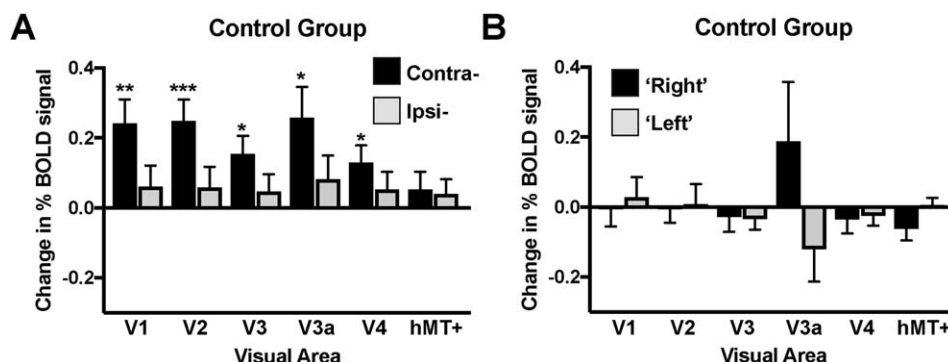 A
Control Group
Change in % BOLD signal
0.4
0.2
0.0
-0.2
** *** * * *
Contra-
Ipsi-
V1 V2 V3 V3a V4 hMT+
Visual Area
B
Control Group
Change in % BOLD signal
0.4
0.2
0.0
-0.2
'Right'
'Left'
V1 V2 V3 V3a V4 hMT+
Visual Area